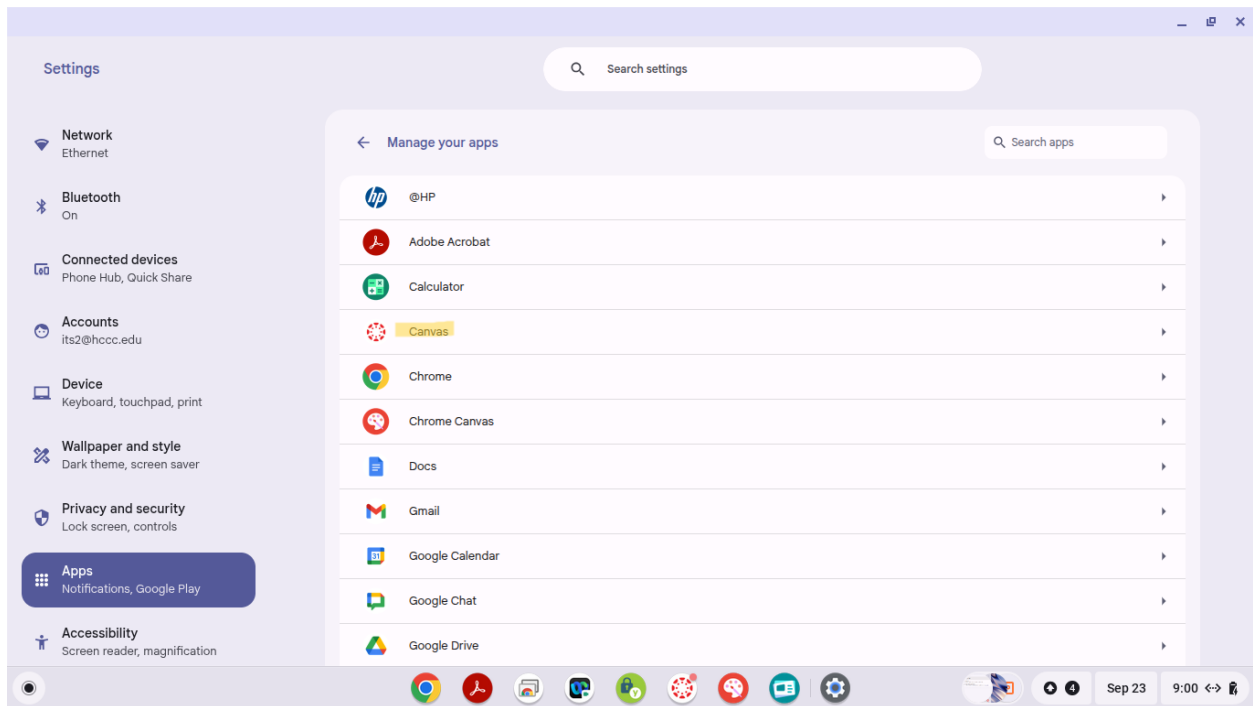 Settings
Search settings
Network
Ethernet
Bluetooth
On
Connected devices
Phone Hub, Quick Share
Accounts
its2@hccc.edu
Device
Keyboard, touchpad, print
Wallpaper and style
Dark theme, screen saver
Privacy and security
Lock screen, controls
Apps
Notifications, Google Play
Accessibility
Screen reader, magnification
Manage your apps
Search apps
hp @HP
Adobe Acrobat
Calculator
Canvas
Chrome
Chrome Canvas
Docs
Gmail
31 Google Calendar
Google Chat
Google Drive
4 Sep 23 9:00